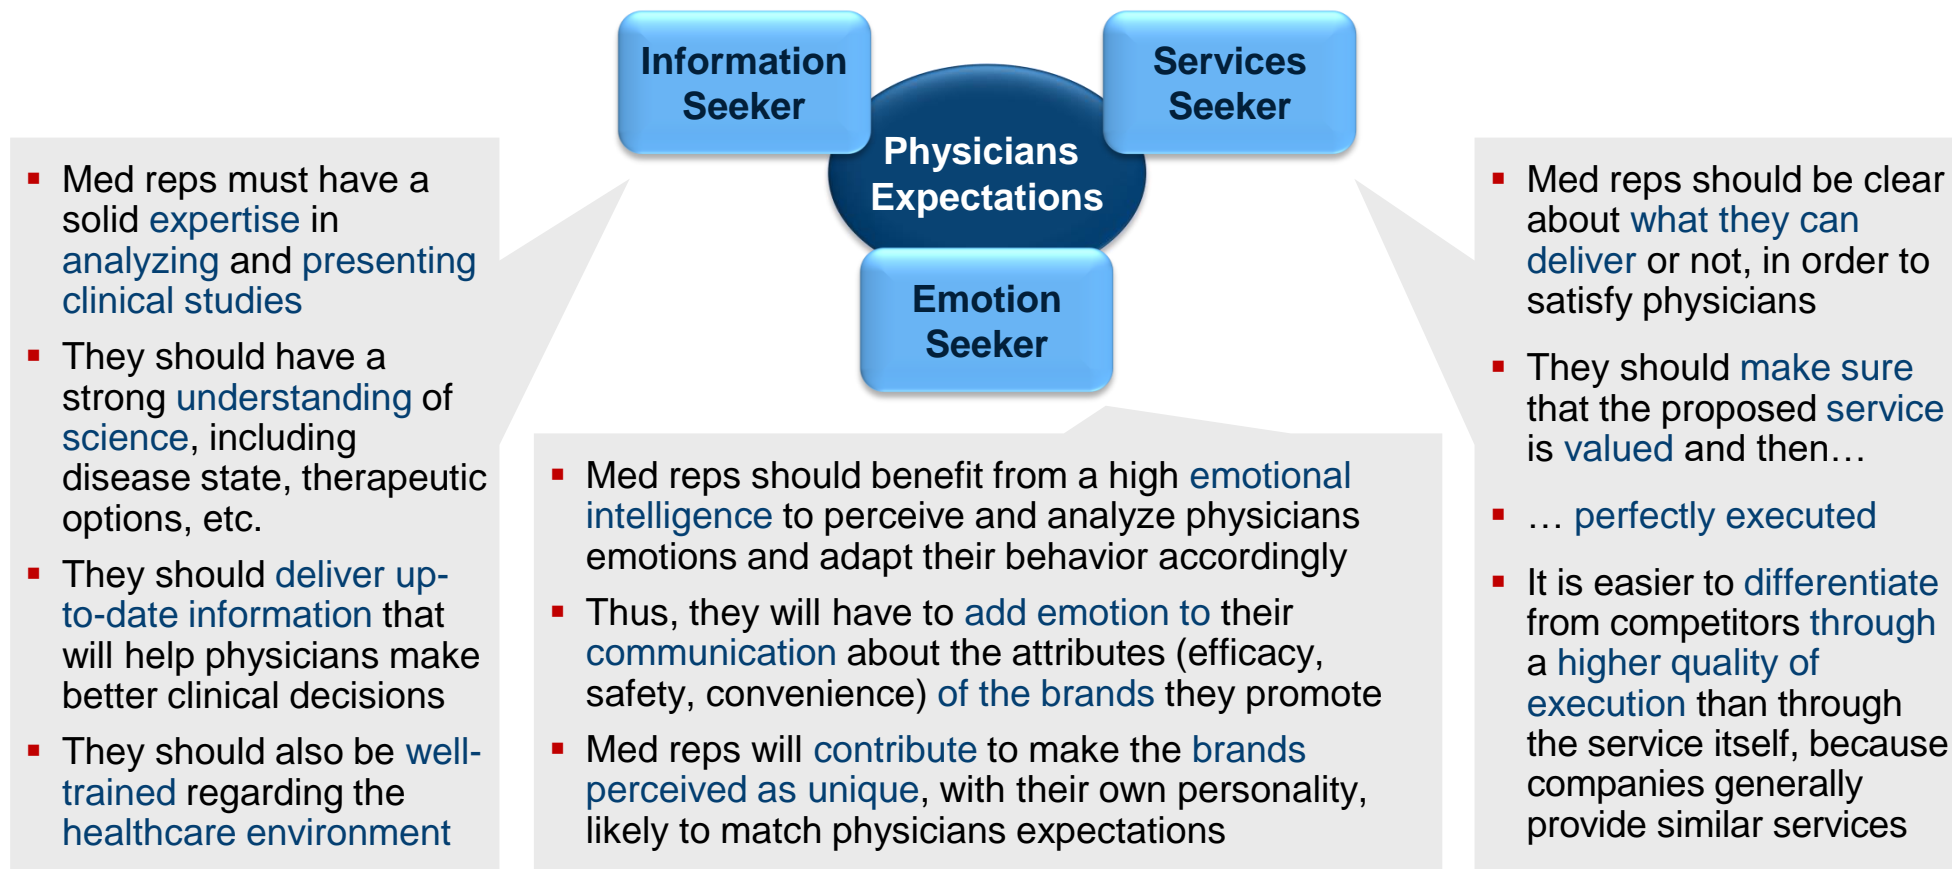 Information
Seeker
Services
Seeker
Physicians
Expectations
Emotion
Seeker
▪ Med reps must have a
solid expertise in
analyzing and presenting
clinical studies
▪ They should have a
strong understanding of
science, including
disease state, therapeutic
options, etc.
▪ They should deliver up-
to-date information that
will help physicians make
better clinical decisions
▪ They should also be well-
trained regarding the
healthcare environment
▪ Med reps should benefit from a high emotional
intelligence to perceive and analyze physicians
emotions and adapt their behavior accordingly
▪ Thus, they will have to add emotion to their
communication about the attributes (efficacy,
safety, convenience) of the brands they promote
▪ Med reps will contribute to make the brands
perceived as unique, with their own personality,
likely to match physicians expectations
▪ Med reps should be clear
about what they can
deliver or not, in order to
satisfy physicians
▪ They should make sure
that the proposed service
is valued and then…
▪ … perfectly executed
▪ It is easier to differentiate
from competitors through
a higher quality of
execution than through
the service itself, because
companies generally
provide similar services